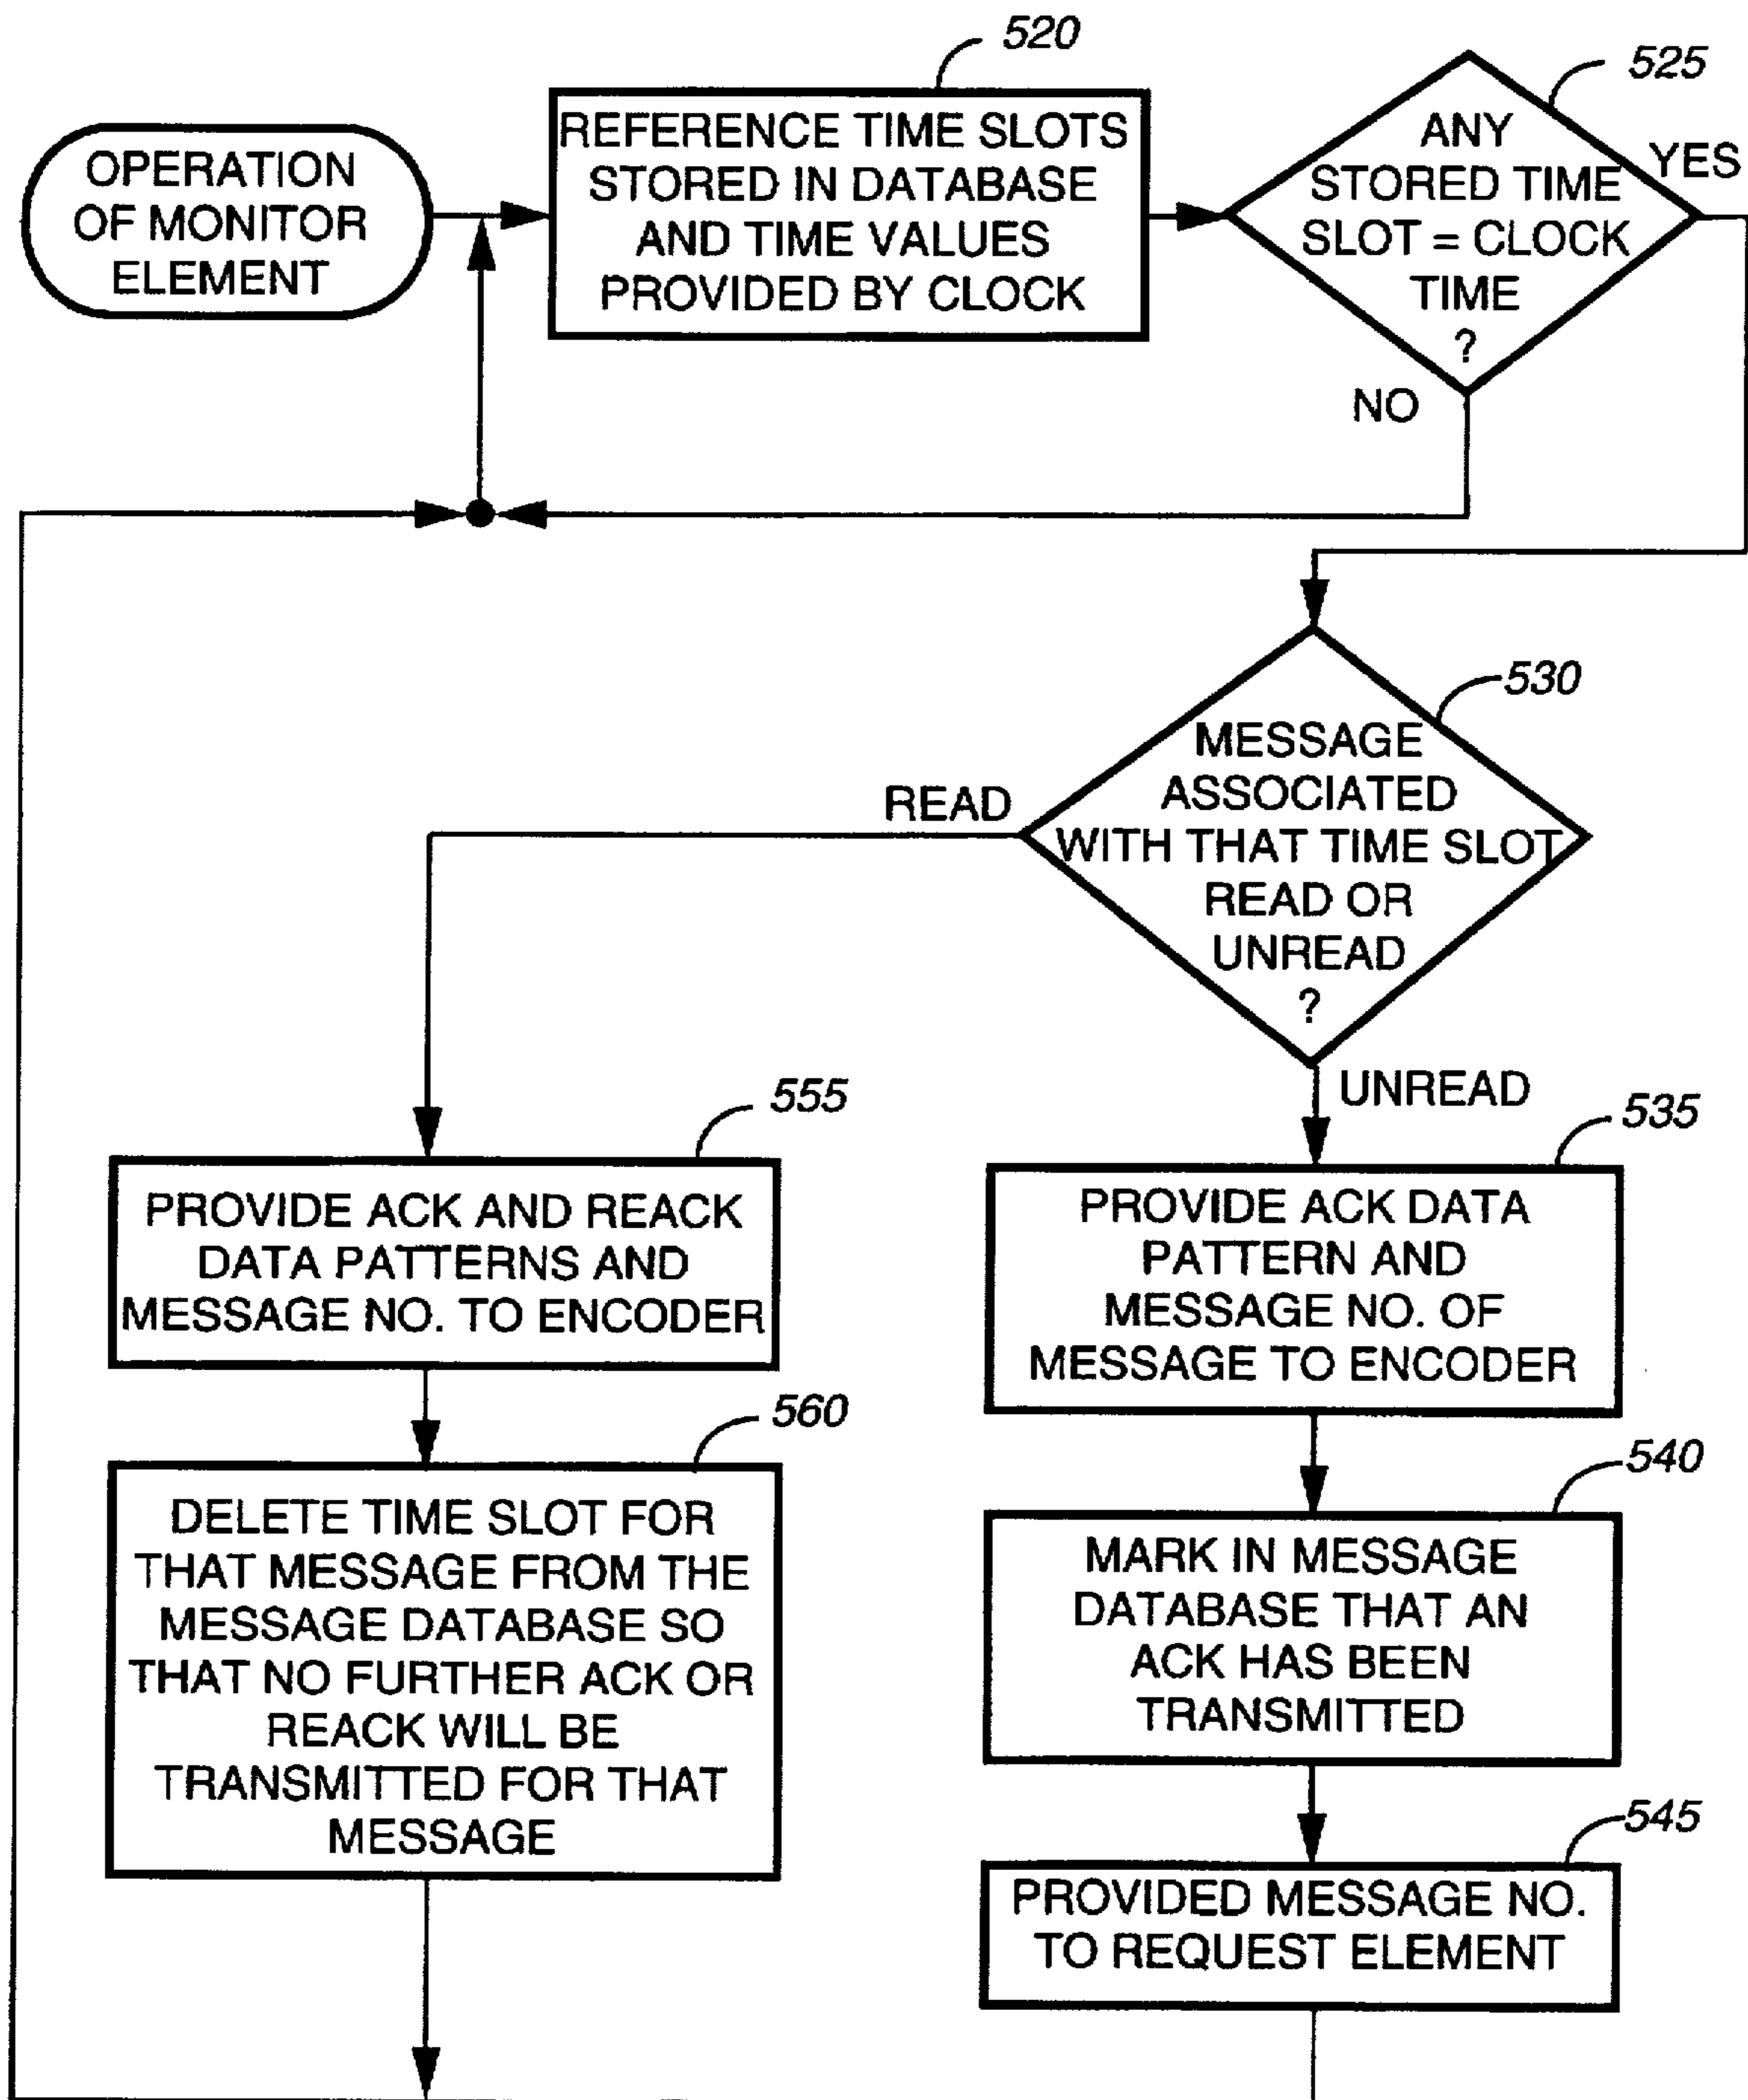 520
525
OPERATION
OF MONITOR
ELEMENT
REFERENCE TIME SLOTS
STORED IN DATABASE
AND TIME VALUES
PROVIDED BY CLOCK
ANY
STORED TIME
SLOT = CLOCK
TIME
?
YES
NO
530
MESSAGE
ASSOCIATED
WITH THAT TIME SLOT
READ OR
UNREAD
?
READ
UNREAD
555
PROVIDE ACK AND REACK
DATA PATTERNS AND
MESSAGE NO. TO ENCODER
535
PROVIDE ACK DATA
PATTERN AND
MESSAGE NO. OF
MESSAGE TO ENCODER
560
DELETE TIME SLOT FOR
THAT MESSAGE FROM THE
MESSAGE DATABASE SO
THAT NO FURTHER ACK OR
REACK WILL BE
TRANSMITTED FOR THAT
MESSAGE
540
MARK IN MESSAGE
DATABASE THAT AN
ACK HAS BEEN
TRANSMITTED
545
PROVIDED MESSAGE NO.
TO REQUEST ELEMENT